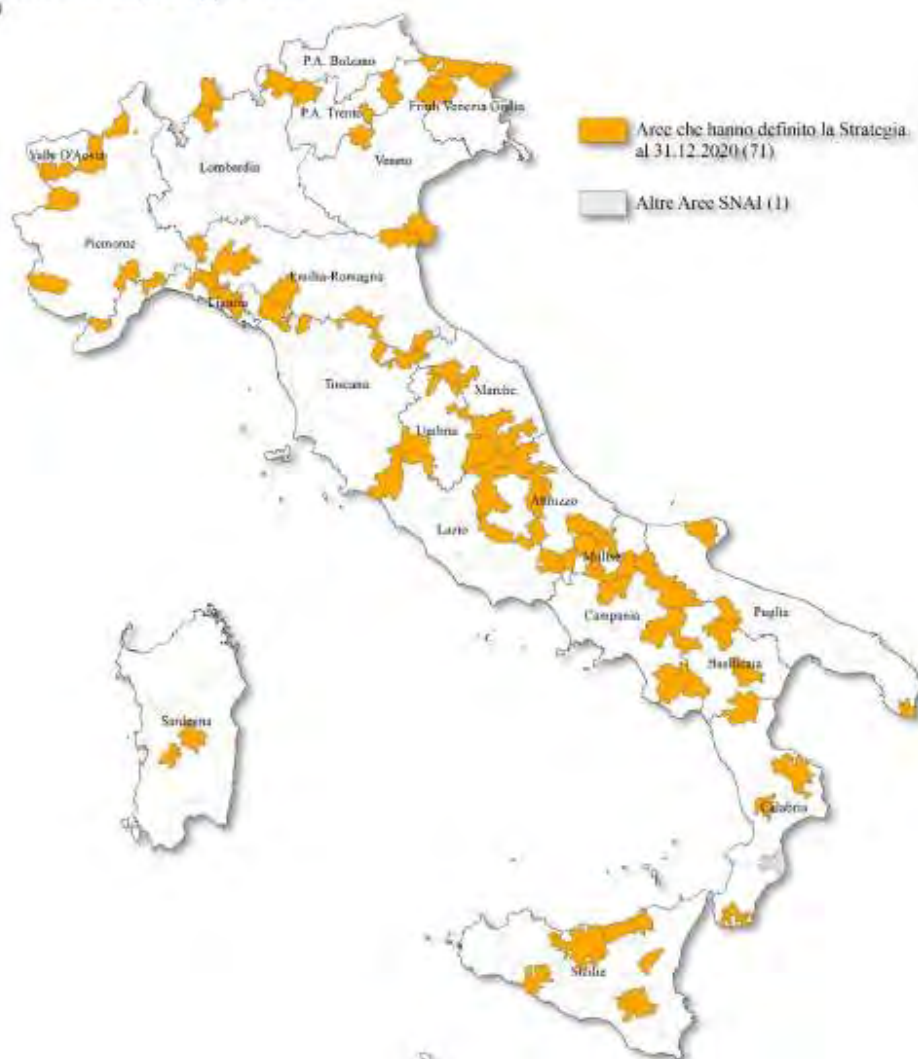 P.A. Bolzano
P.A. Trento
Friuli Venezia Giulia
Valle D'Aosta
Lombardia
Veneto
Aree che hanno definito la Strategia
al 31.12.2020 (71)
Altre Aree SNAI (1)
Piemonte
Emilia-Romagna
Liguria
Toscana
Marche
Umbria
Abruzzo
Lazio
Molise
Campania
Puglia
Basilicata
Sardegna
Calabria
Sicilia